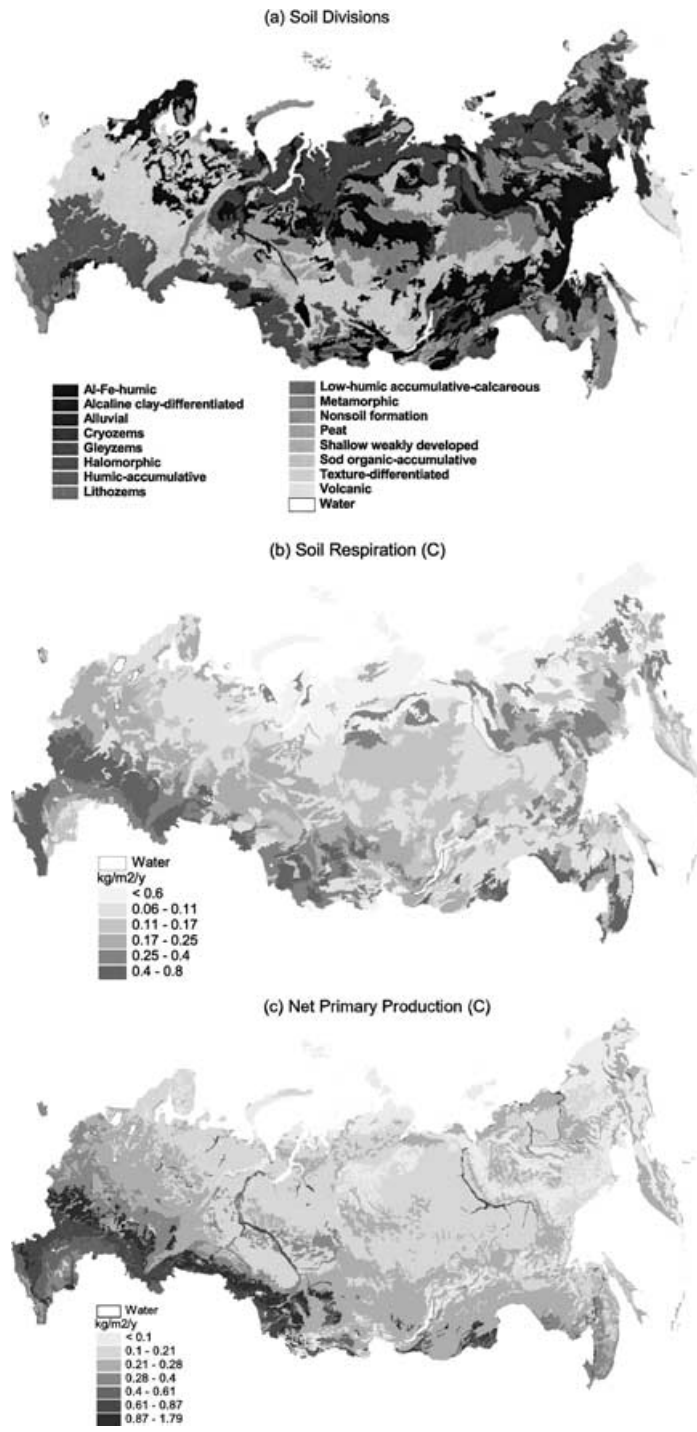 (a) Soil Divisions
Al-Fe-humic
Alcaline clay-differentiated
Alluvial
Cryozems
Gleyzems
Halomorphic
Humic-accumulative
Lithozems
Low-humic accumulative-calcareous
Metamorphic
Nonsoil formation
Peat
Shallow weakly developed
Sod organic-accumulative
Texture-differentiated
Volcanic
Water
(b) Soil Respiration (C)
Water
kg/m2/y
< 0.6
0.06 - 0.11
0.11 - 0.17
0.17 - 0.25
0.25 - 0.4
0.4 - 0.8
(c) Net Primary Production (C)
Water
kg/m2/y
< 0.1
0.1 - 0.21
0.21 - 0.28
0.28 - 0.4
0.4 - 0.61
0.61 - 0.87
0.87 - 1.79